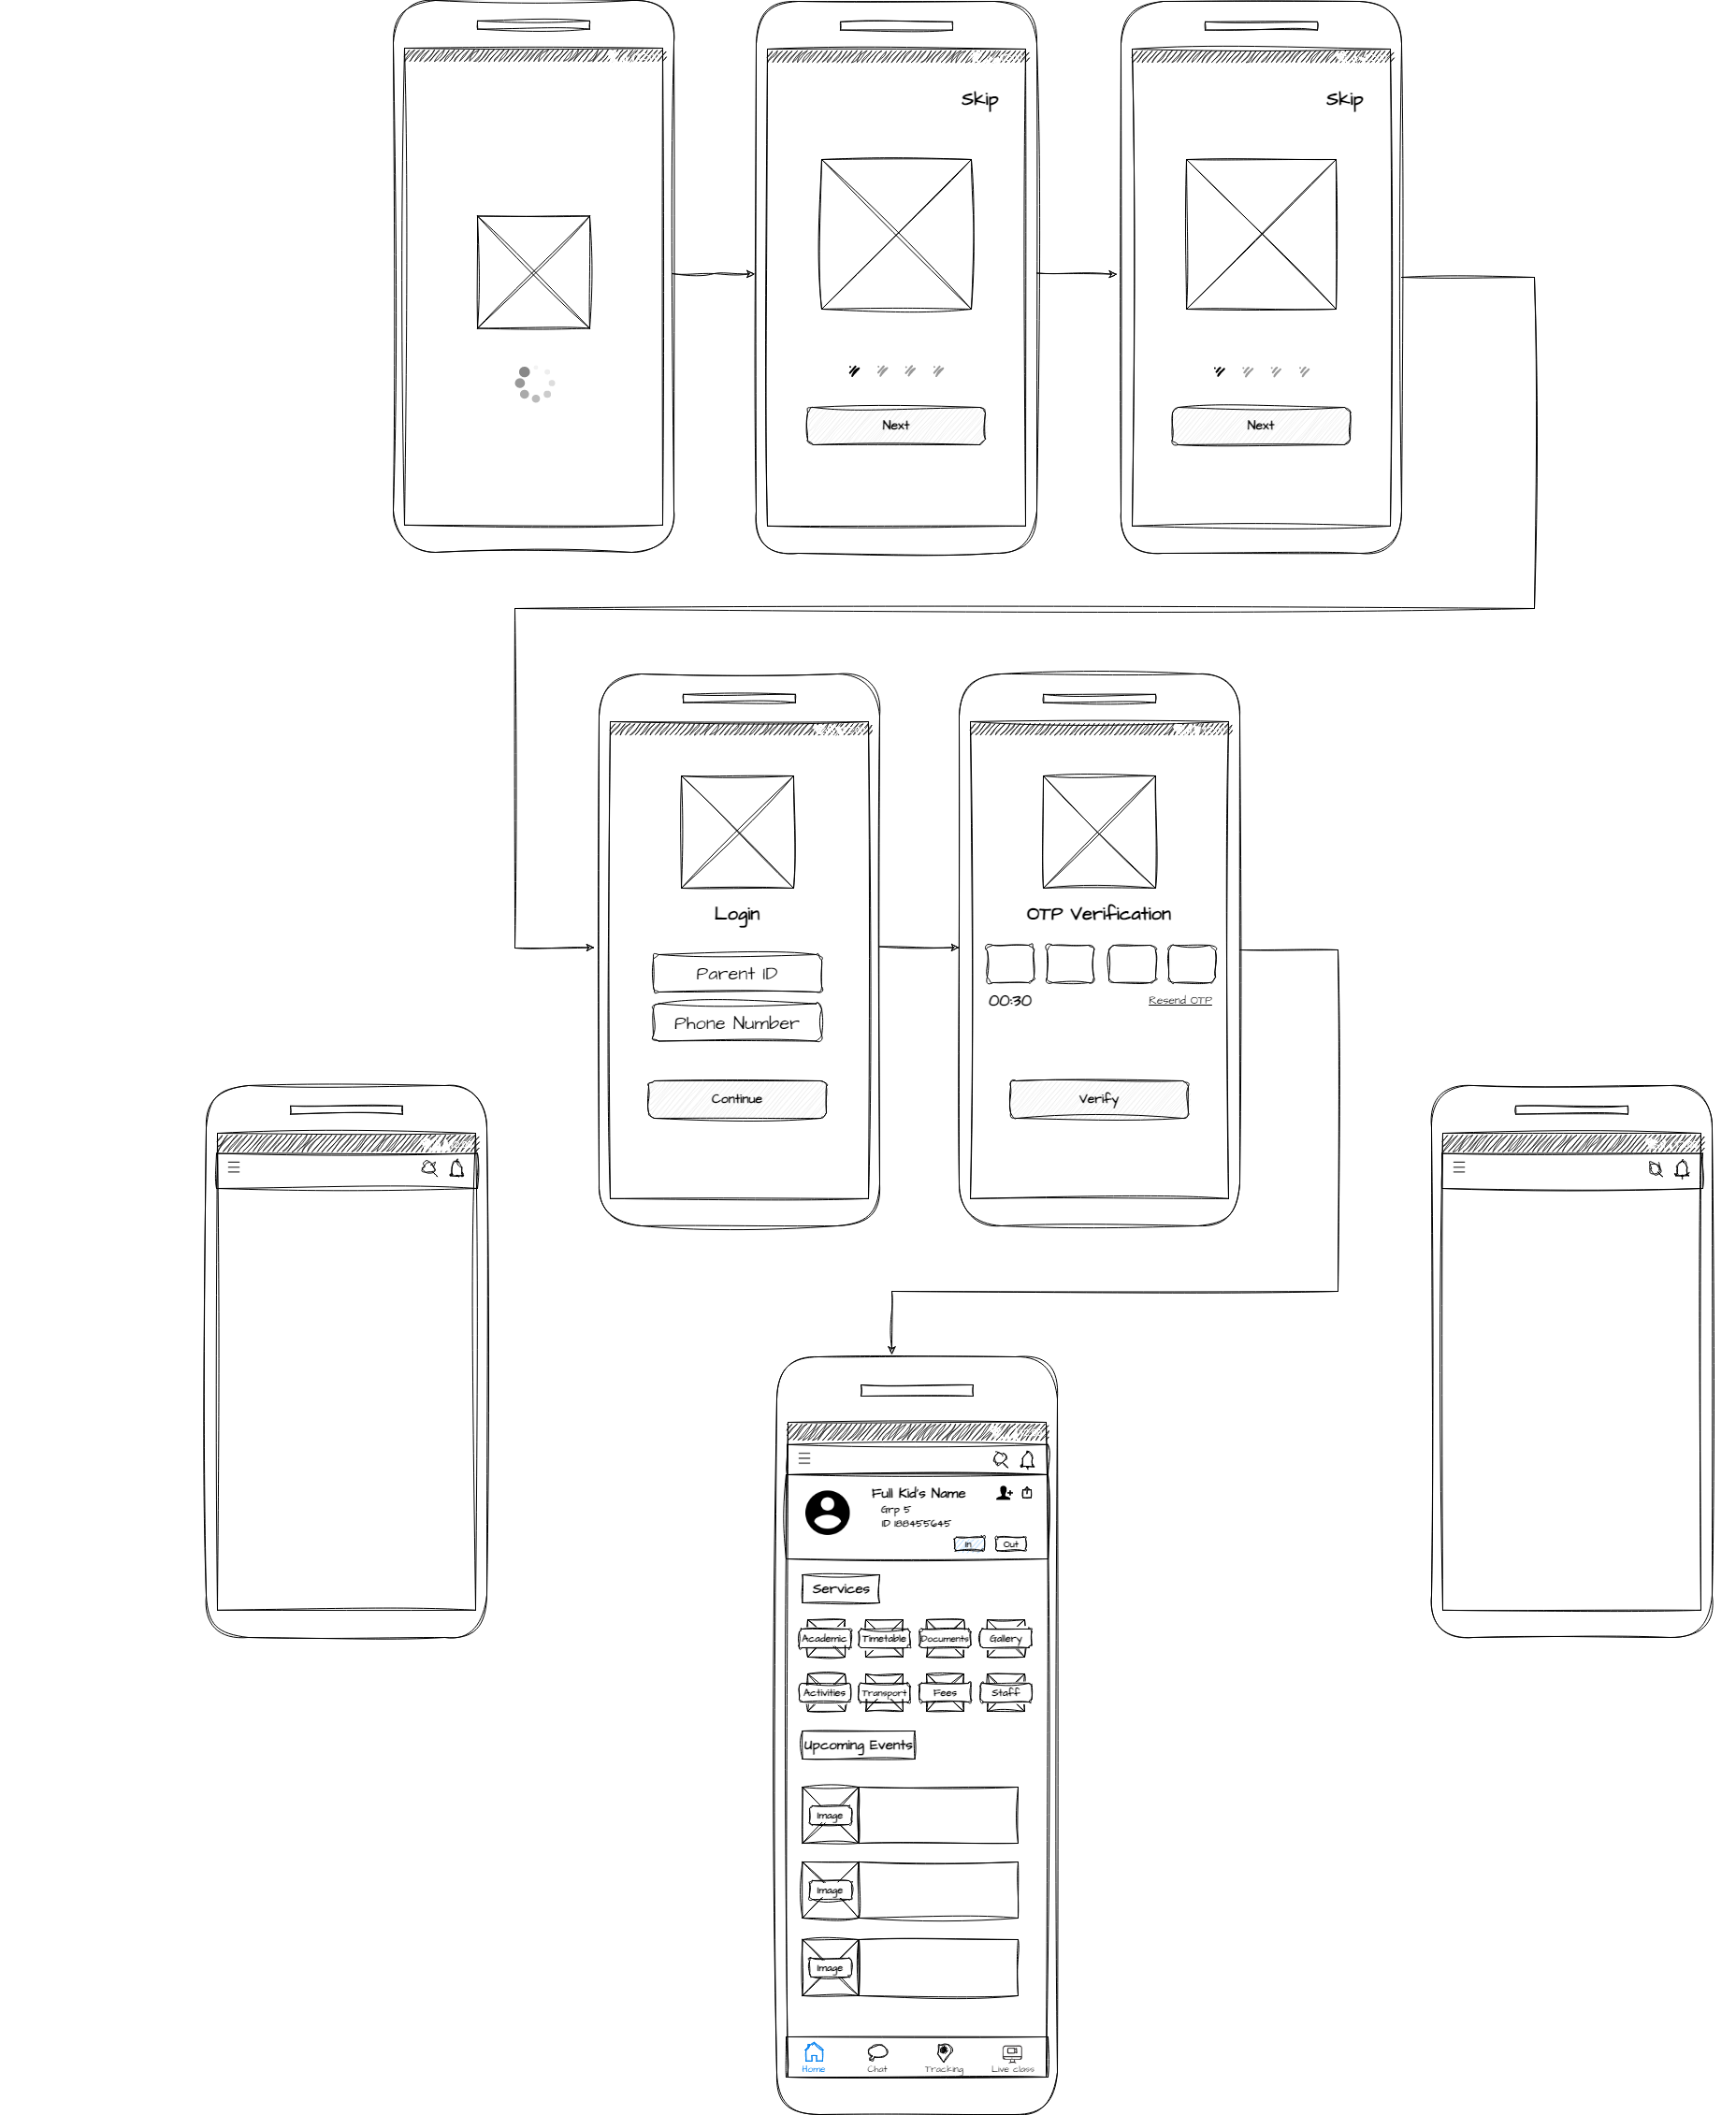 Skip
Skip
Next
Next
Login
OTP Verification
Parent ID
00:30
Resend OTP
Phone Number
Continue
Verify
Full Kid's Name
Grp 5
ID 188455645
In
Out
Services
Academic
Timetable
Documents
Gallery
Activities
Transport
Fees
Staff
Upcoming Events
Image
Image
Image
Home
Chat
Tracking
Live class